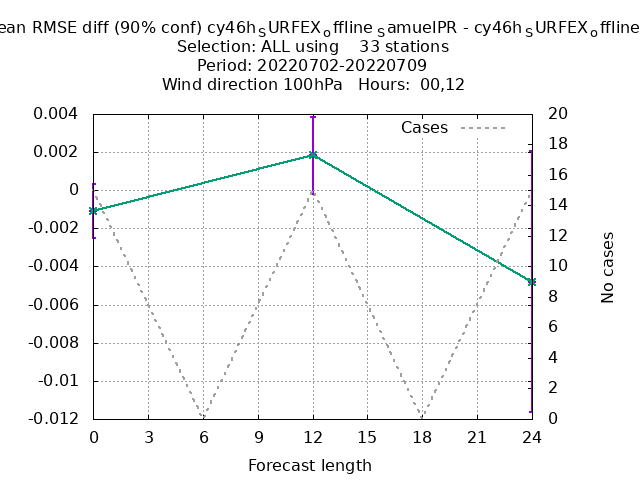 ean RMSE diff (90% conf) cy46h_SURFEX_offline_samuelPR - cy46h_SURFEX_offline
Selection: ALL using 33 stations
Period: 20220702-20220709
Wind direction 100hPa Hours: 00,12
Cases
0.004
0.002
0
-0.002
-0.004
-0.006
-0.008
-0.01
-0.012
20
18
16
14
12
10
8
6
4
2
0
No cases
0 3 6 9 12 15 18 21 24
Forecast length